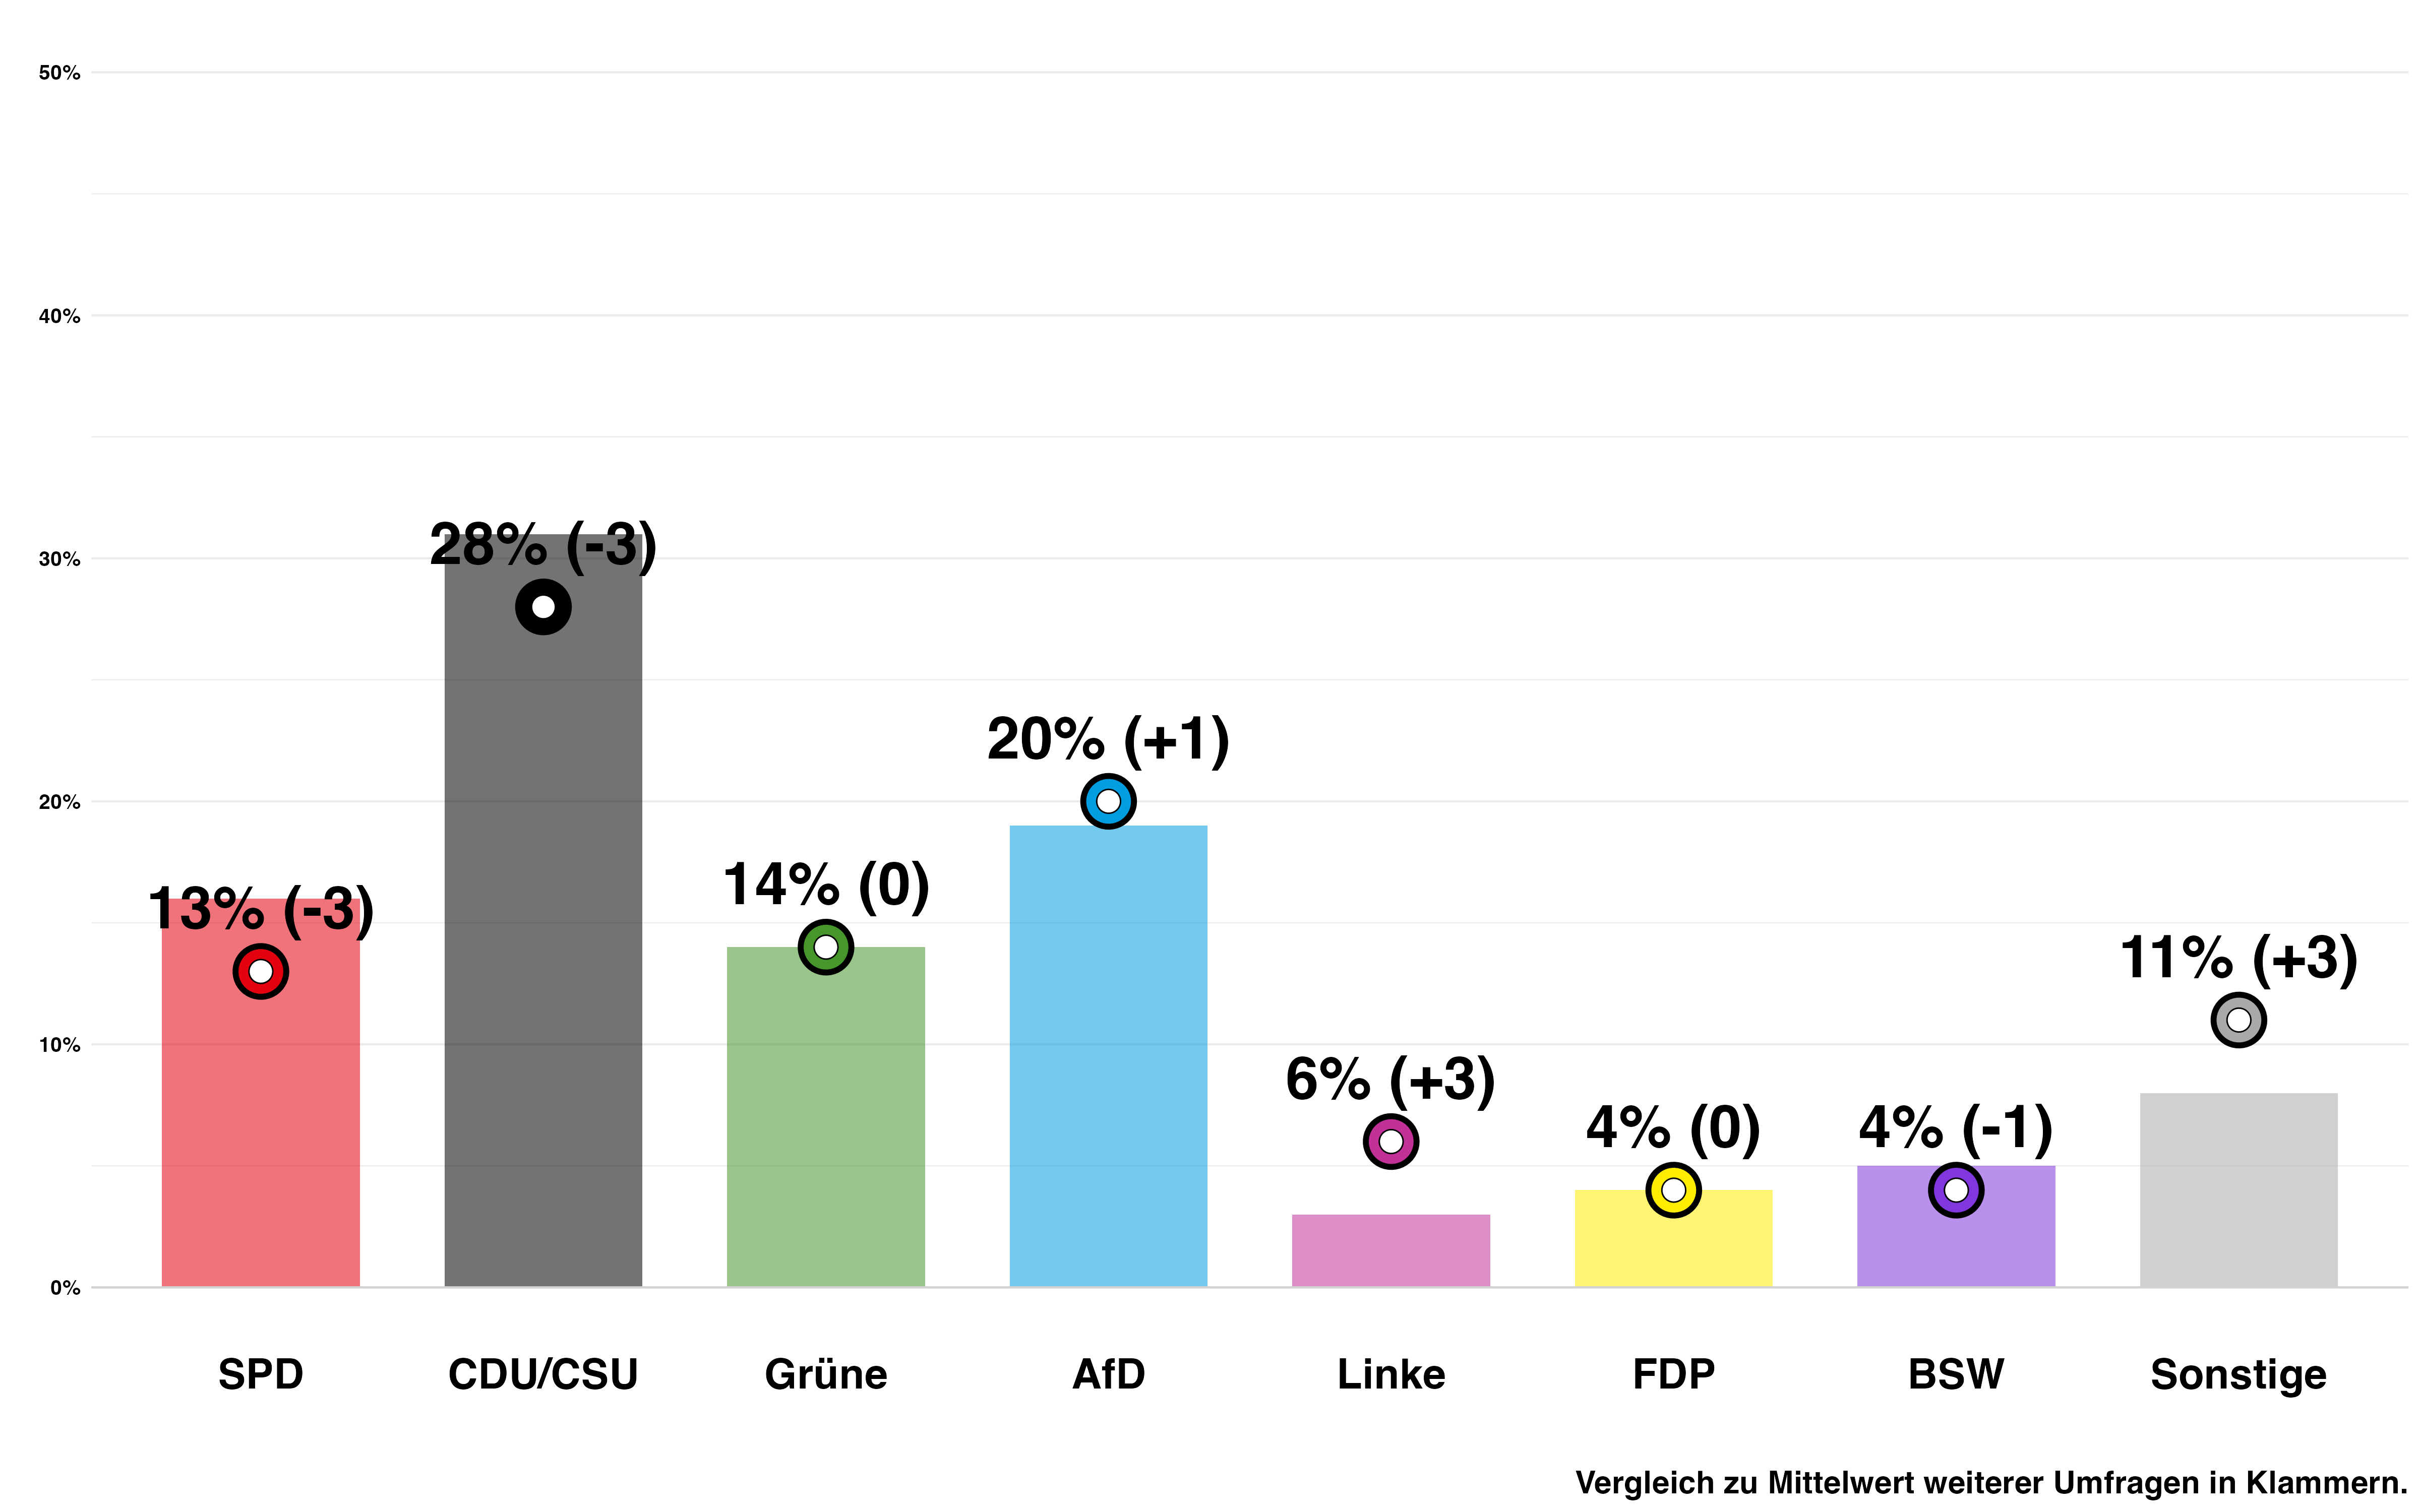 50%
40%
30%
20%
10%
0%
13% (-3)
28% (-3)
14% (0)
20% (+1)
6% (+3)
4% (0)
4% (-1)
11% (+3)
SPD
CDU/CSU
Grüne
AfD
Linke
FDP
BSW
Sonstige
Vergleich zu Mittelwert weiterer Umfragen in Klammern.